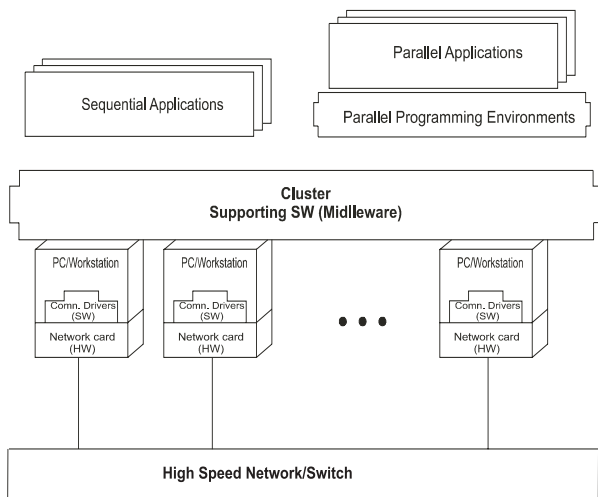 Parallel Applications
Sequential Applications
Parallel Programming Environments
Cluster
Supporting SW (Midlleware)
PC/Workstation
Comn. Drivers
(SW)
Network card
(HW)
PC/Workstation
Comn. Drivers
(SW)
Network card
(HW)
PC/Workstation
Comn. Drivers
(SW)
Network card
(HW)
High Speed Network/Switch